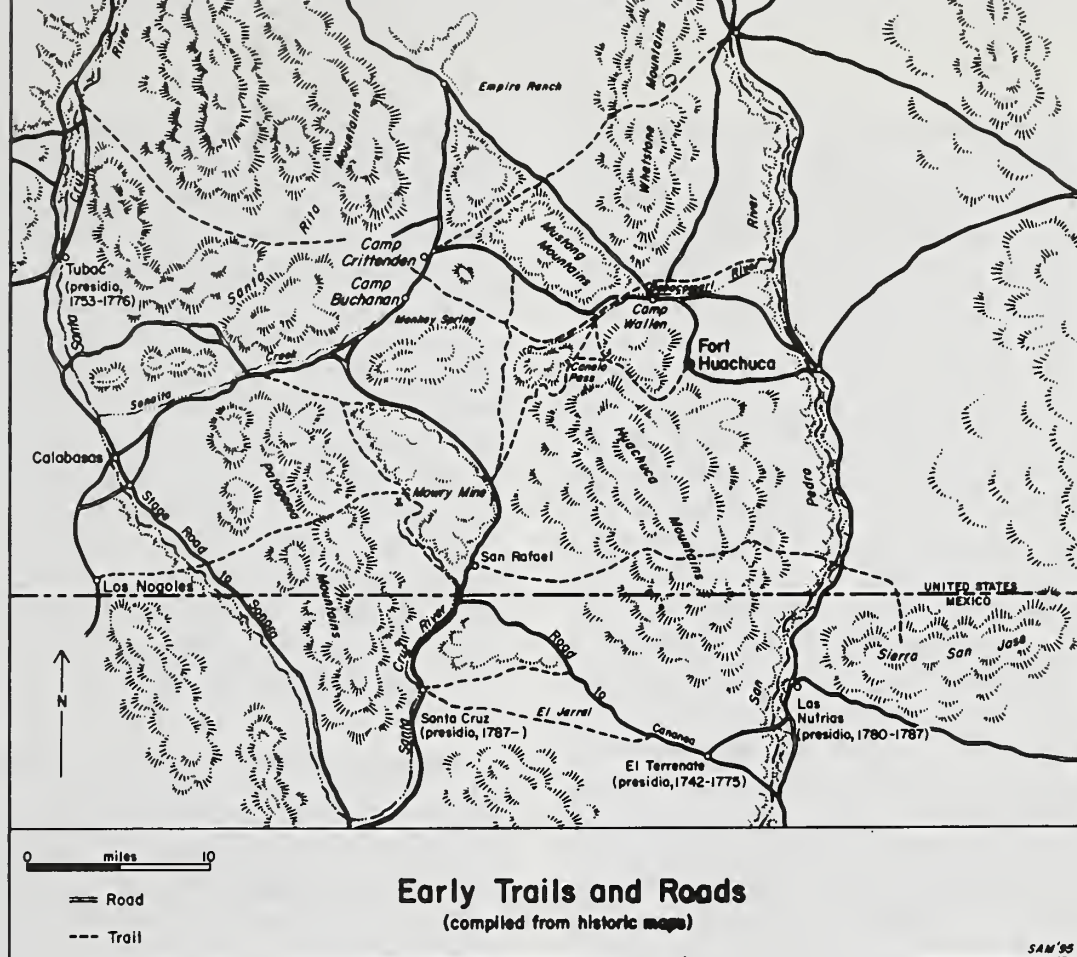 River
Empire Ranch
Mountains
Mountains
Whetstone
Cruz
Rita
River
Camp
Crittenden
Mustang
Mountains
Tubac
(presidio,
1753-1776)
Santa
River
Babocomari
Camp
Buchanan
Camp
Wallen
Monkey Spring
Santa
Fort
Huachuca
Creek
Canelo
Pass
Sonoita
Calabasas
Huachuca
Patagonia
Mowry Mine
Pedro
Stage
Road
San Rafael
Mountains
to
Los Nogales
UNITED STATES
MEXICO
Sonora
Mountains
River
Road
Sierra San Jose
Cruz
to
San
Las
Nutrias
(presidio, 1780-1787)
N
Santa Cruz
(presidio, 1787- )
El Jarral
Santa
Cananea
El Terrenate
(presidio, 1742-1775)
0 miles 10
Road
Trail
Early Trails and Roads
(compiled from historic maps)
SAM '95